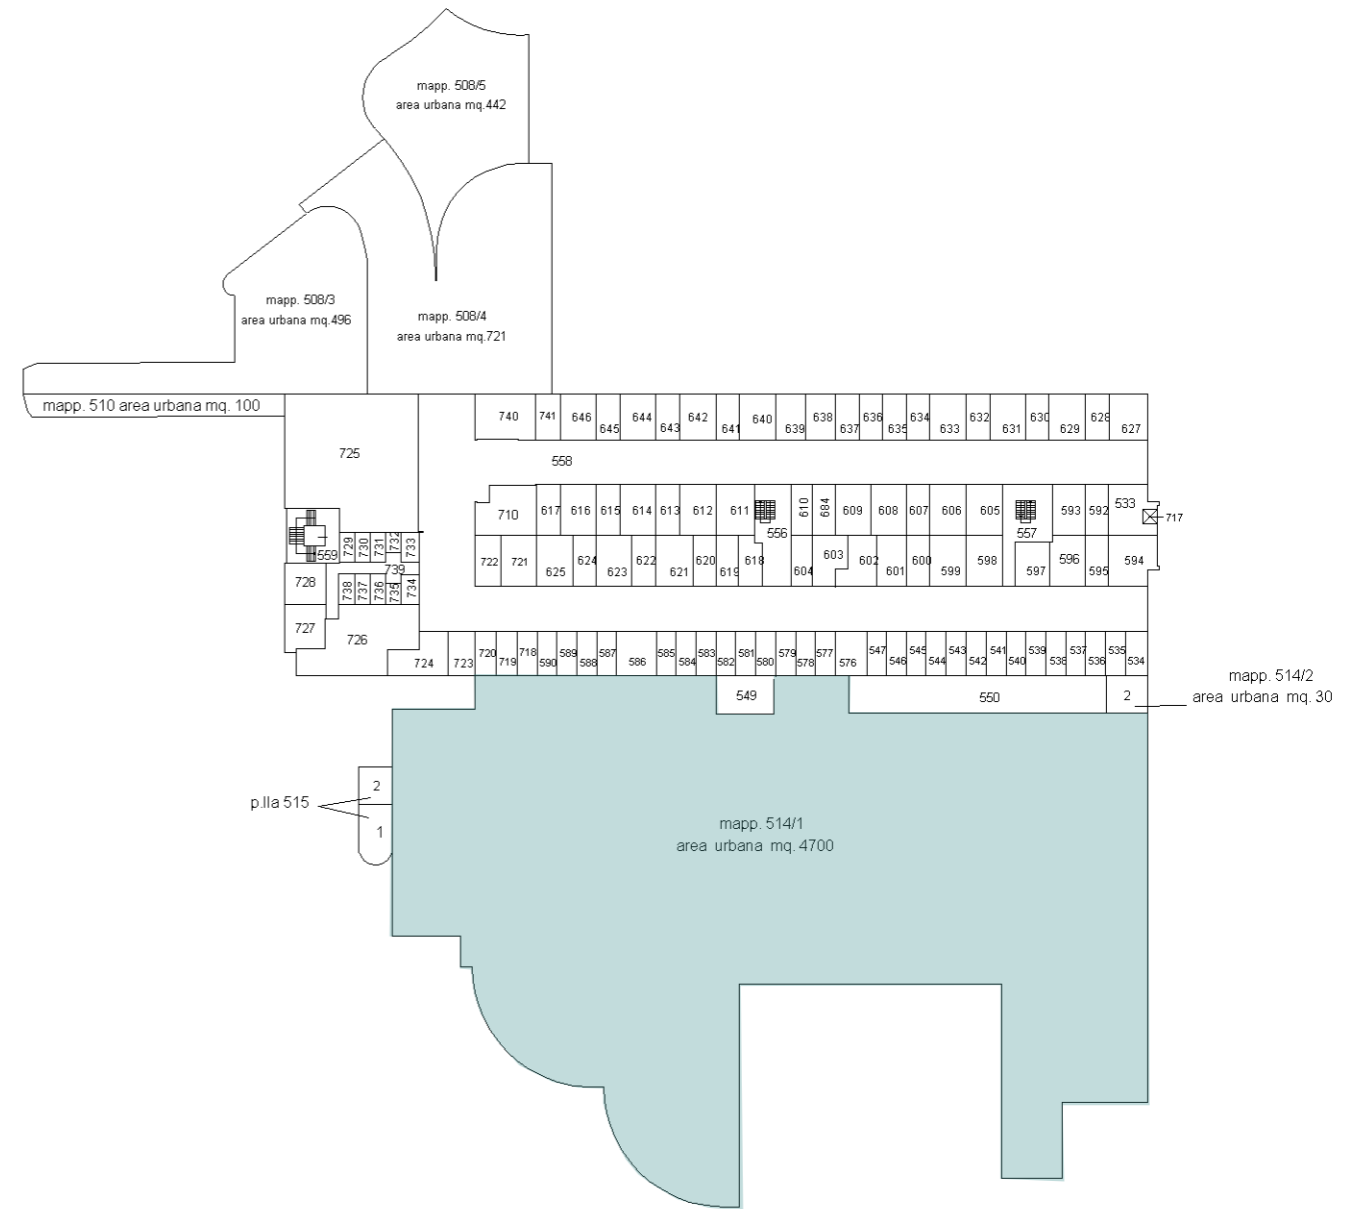 mapp. 508/5
area urbana mq.442
mapp. 508/3
area urbana mq.496
mapp. 508/4
area urbana mq.721
mapp. 510 area urbana mq. 100
740 741 646 645 644 643 642 641 640 639 638 637 636 635 634 633 632 631 630 629 628 627
725
558
710 617 616 615 614 613 612 611 556 610 684 609 608 607 606 605 557 593 592 533
717
559 729 730 731 732 733
739
728 738 737 736 735 734
722 721 625 624 623 622 621 620 619 618 604 603 602 601 600 599 598 597 596 595 594
727
726
724 723 720 719 718 590 589 588 587 586 585 584 583 582 581 580 579 578 577 576 547 546 545 544 543 542 541 540 539 538 537 536 535 534
549
550
2
mapp. 514/2
area urbana mq. 30
p.lla 515
2
1
mapp. 514/1
area urbana mq. 4700